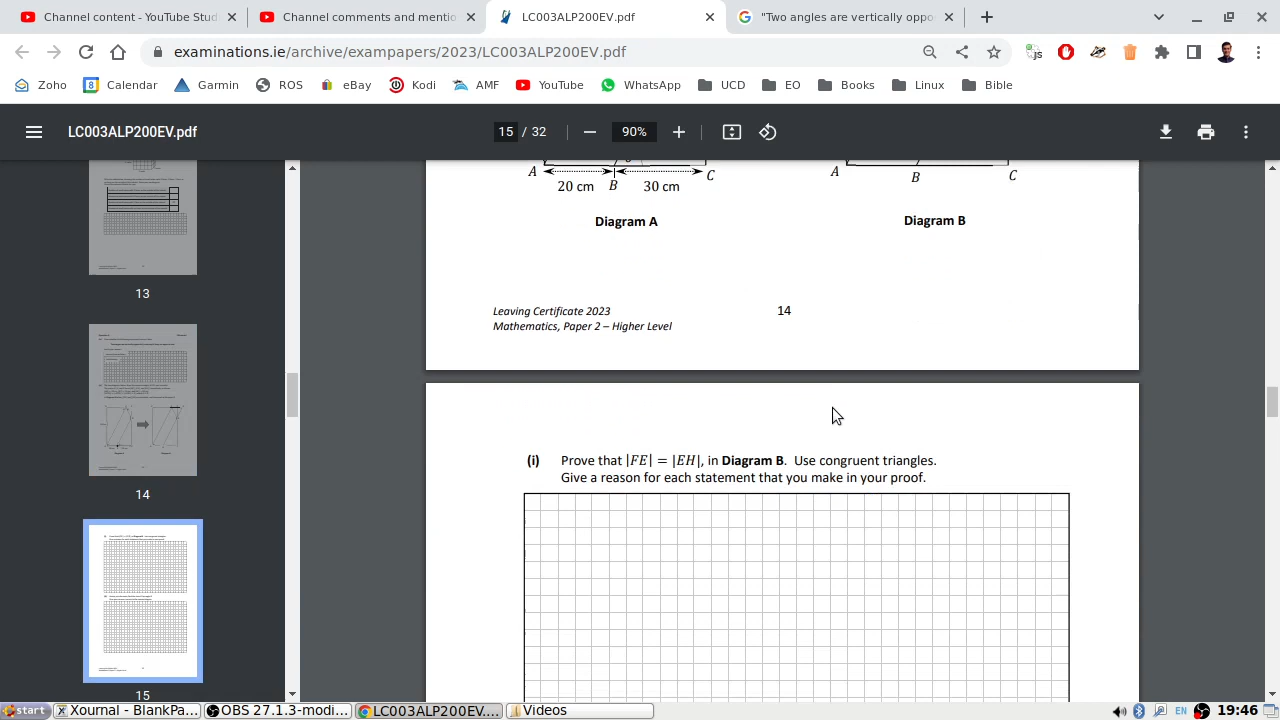 Channel content - YouTube Stud
Channel comments and mentio
LC003ALP200EV.pdf
"Two angles are vertically oppo
examinations.ie/archive/exampapers/2023/LC003ALP200EV.pdf
Zoho
Calendar
Garmin
ROS
eBay
Kodi
AMF
YouTube
WhatsApp
UCD
EO
Books
Linux
Bible
LC003ALP200EV.pdf
15 / 32
90%
13
14
15
A
20 cm
B
30 cm
C
A
B
C
Diagram A
Diagram B
Leaving Certificate 2023
14
Mathematics, Paper 2 – Higher Level
(i) Prove that |FE| = |EH|, in Diagram B. Use congruent triangles.
Give a reason for each statement that you make in your proof.
start
Xournal - BlankPa...
OBS 27.1.3-modi...
LC003ALP200EV....
Videos
EN
19:46